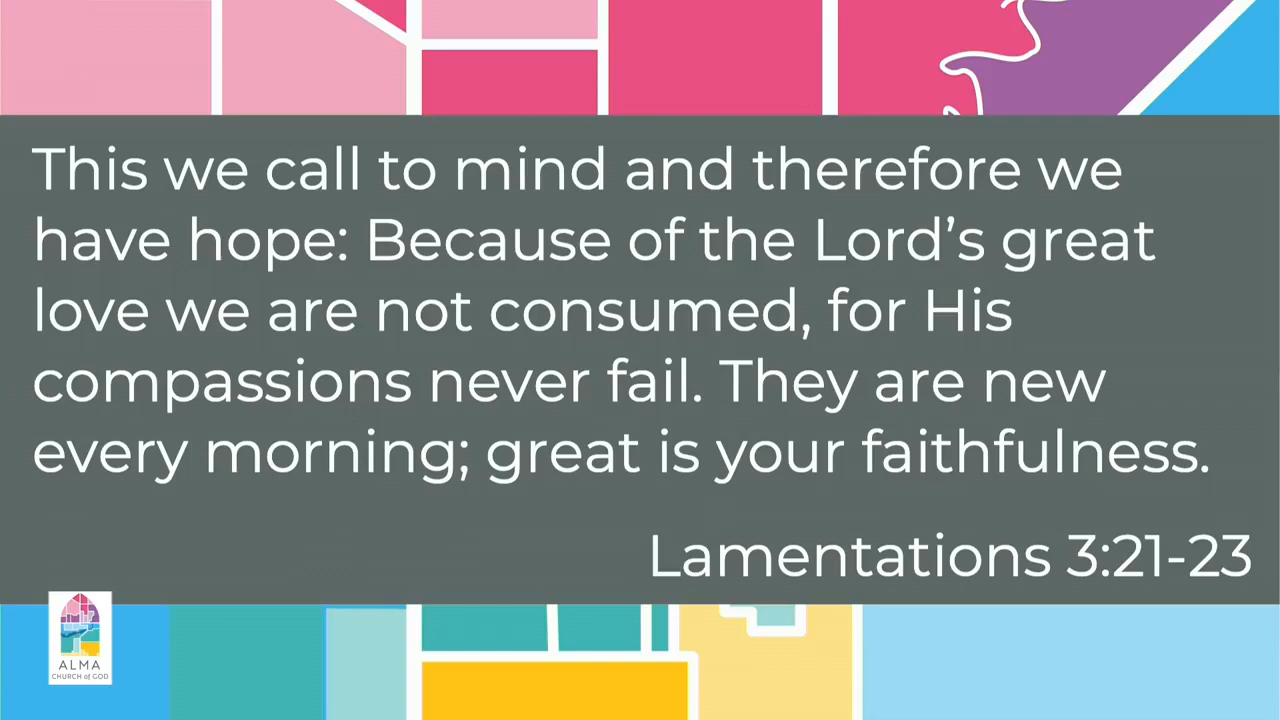 This we call to mind and therefore we
have hope: Because of the Lord’s great
love we are not consumed, for His
compassions never fail. They are new
every morning; great is your faithfulness.
Lamentations 3:21-23
ALMA
CHURCH of GOD